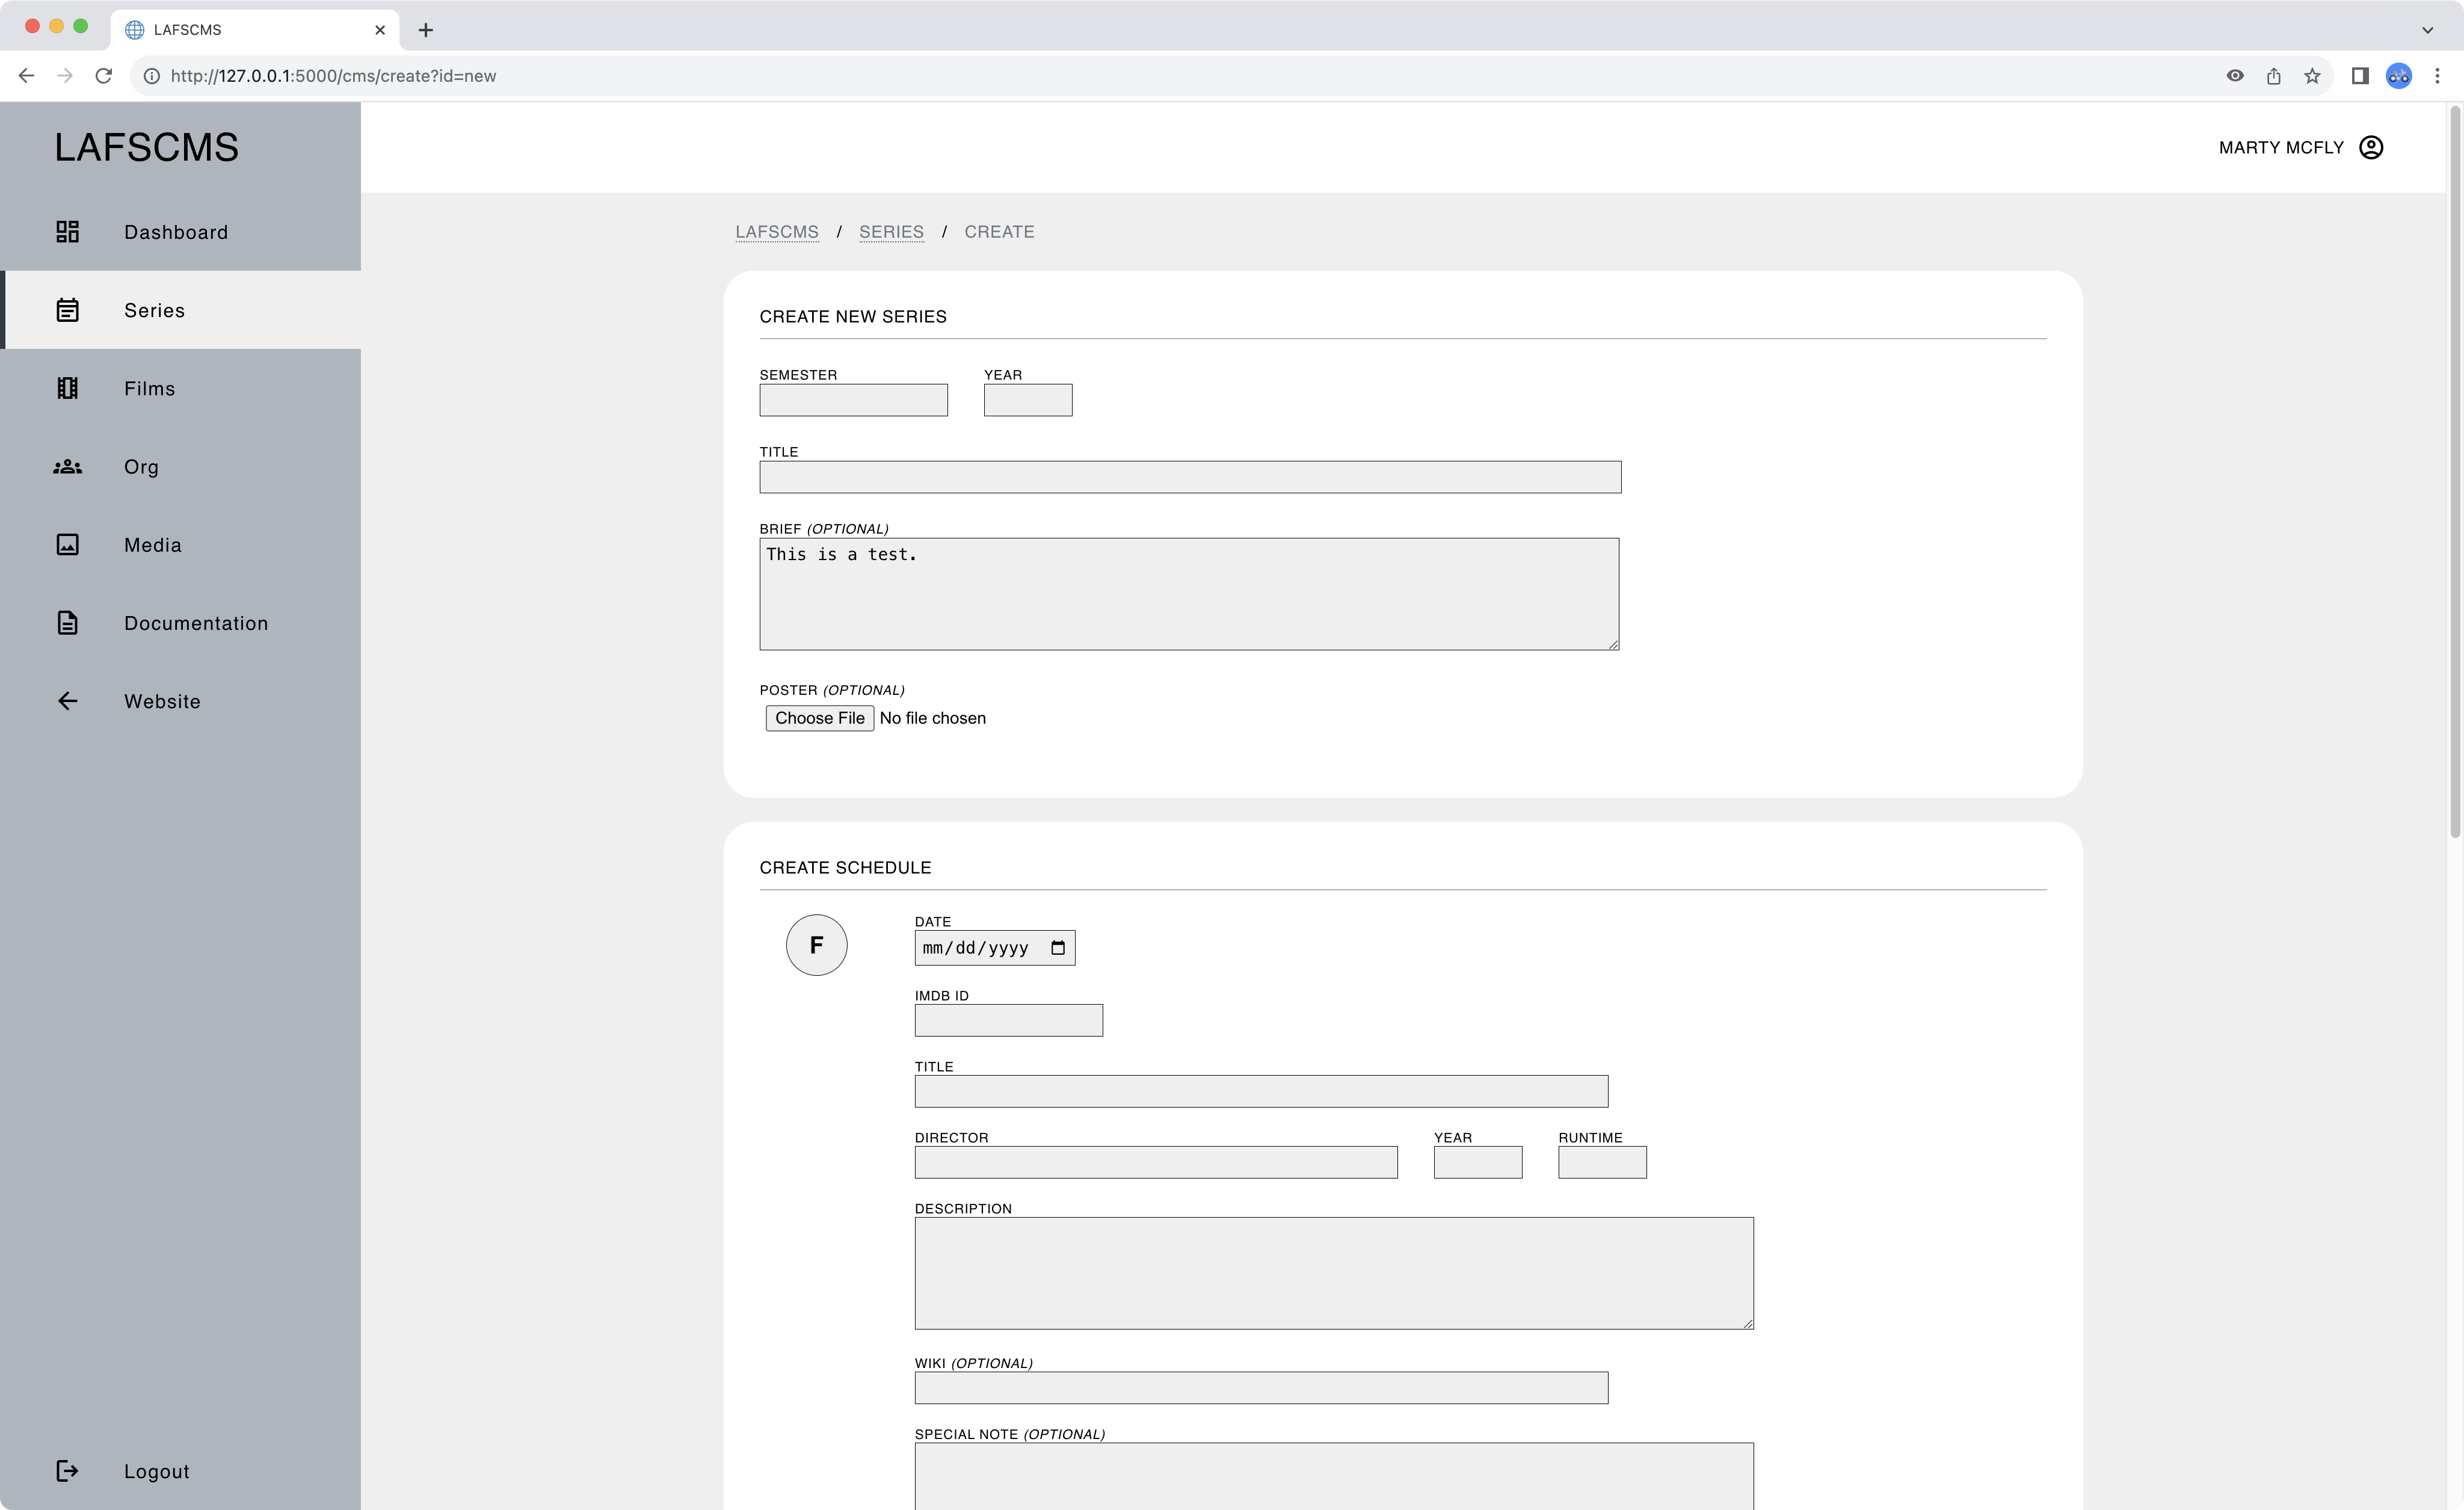 LAFSCMS
http://127.0.0.1:5000/cms/create?id=new
LAFSCMS
MARTY MCFLY
Dashboard
Series
Films
Org
Media
Documentation
Website
Logout
LAFSCMS / SERIES / CREATE
CREATE NEW SERIES
SEMESTER YEAR
TITLE
BRIEF (OPTIONAL)
This is a test.
POSTER (OPTIONAL)
Choose File No file chosen
CREATE SCHEDULE
F
DATE
mm/dd/yyyy
IMDB ID
TITLE
DIRECTOR YEAR RUNTIME
DESCRIPTION
WIKI (OPTIONAL)
SPECIAL NOTE (OPTIONAL)